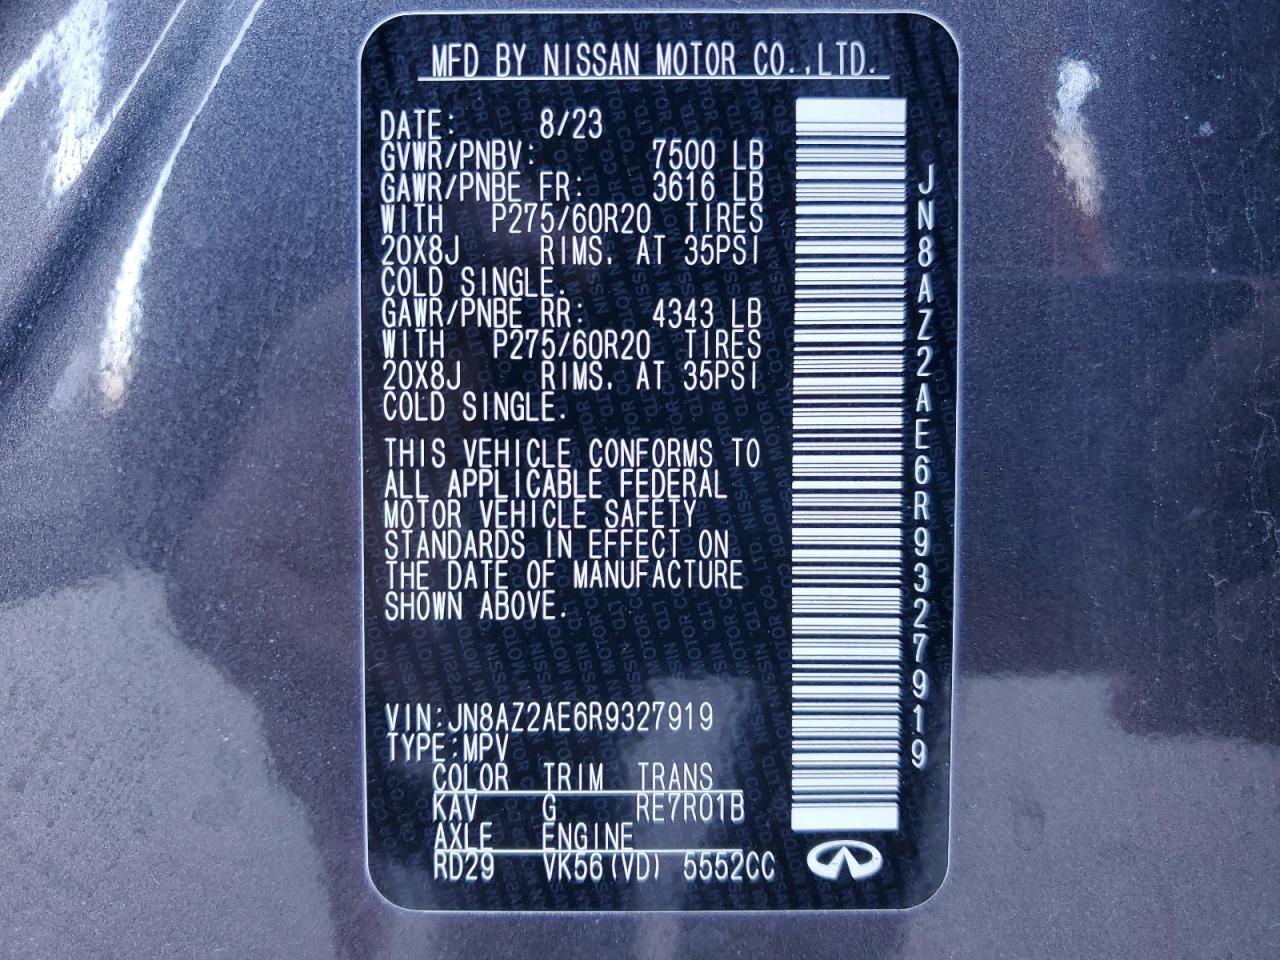 MFD BY NISSAN MOTOR CO.,LTD.
DATE: 8/23
GVWR/PNBV: 7500 LB
GAWR/PNBE FR: 3616 LB
WITH P275/60R20 TIRES
20X8J RIMS, AT 35PSI
COLD SINGLE.
GAWR/PNBE RR: 4343 LB
WITH P275/60R20 TIRES
20X8J RIMS, AT 35PSI
COLD SINGLE.
THIS VEHICLE CONFORMS TO
ALL APPLICABLE FEDERAL
MOTOR VEHICLE SAFETY
STANDARDS IN EFFECT ON
THE DATE OF MANUFACTURE
SHOWN ABOVE.
VIN:JN8AZ2AE6R9327919
TYPE:MPV
COLOR TRIM TRANS
KAV G RE7R01B
AXLE ENGINE
RD29 VK56(VD) 5552CC
JN8AZ2AE6R9327919